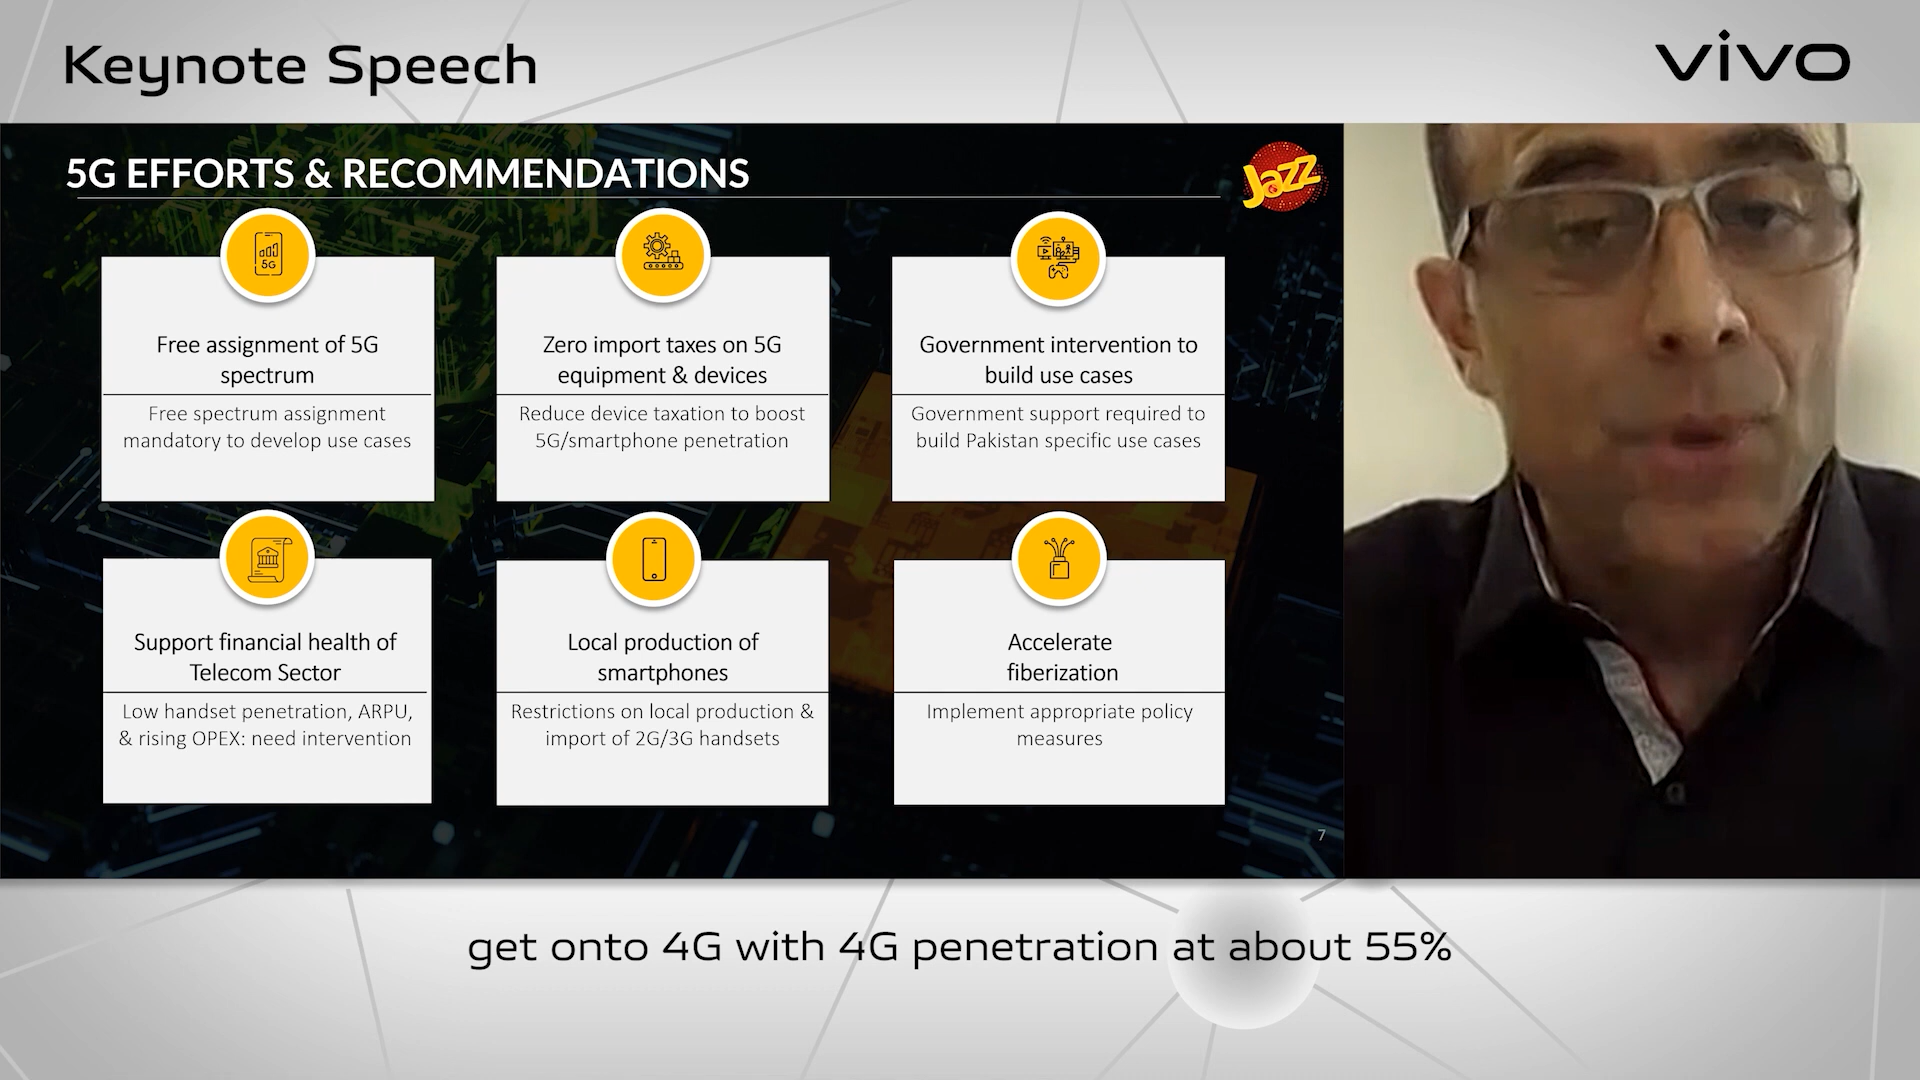 Keynote Speech
vivo
5G EFFORTS & RECOMMENDATIONS
Jazz
5G
Free assignment of 5G
spectrum
Free spectrum assignment
mandatory to develop use cases
Zero import taxes on 5G
equipment & devices
Reduce device taxation to boost
5G/smartphone penetration
Government intervention to
build use cases
Government support required to
build Pakistan specific use cases
Support financial health of
Telecom Sector
Low handset penetration, ARPU,
& rising OPEX: need intervention
Local production of
smartphones
Restrictions on local production &
import of 2G/3G handsets
Accelerate
fiberization
Implement appropriate policy
measures
7
get onto 4G with 4G penetration at about 55%